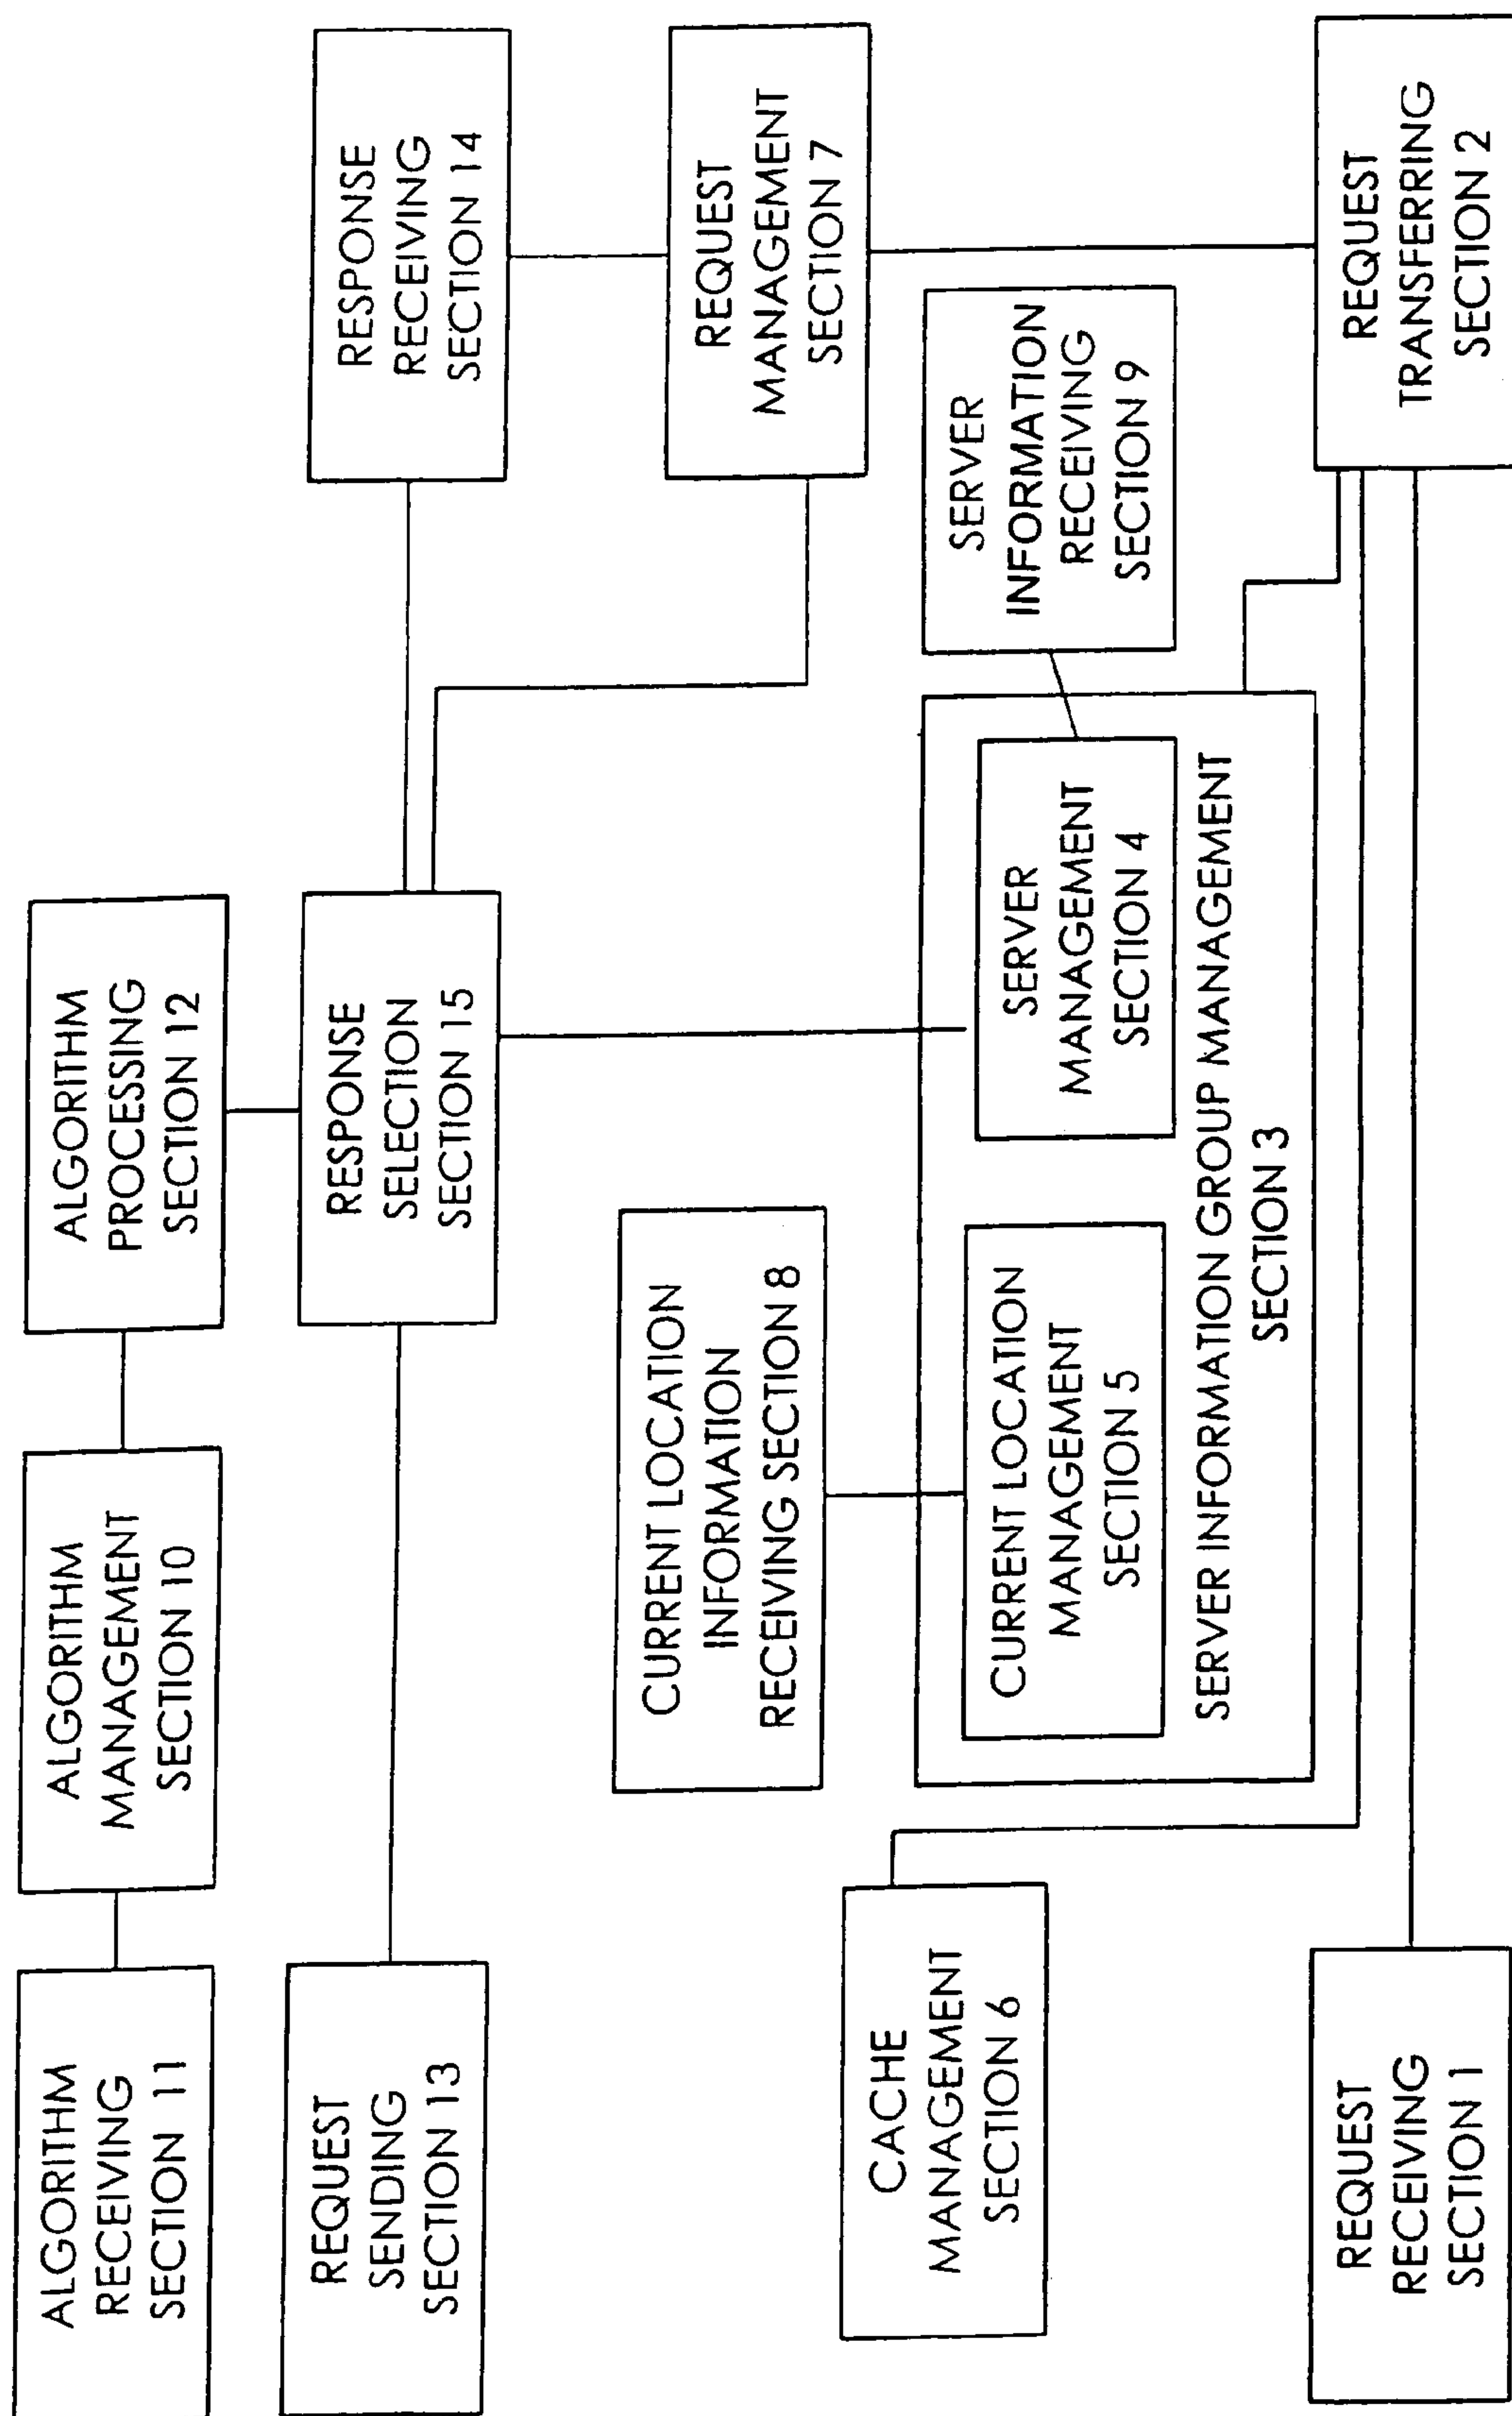 ALGORITHM
RECEIVING
SECTION 11
ALGORITHM
MANAGEMENT
SECTION 10
ALGORITHM
PROCESSING
SECTION 12
REQUEST
SENDING
SECTION 13
RESPONSE
SELECTION
SECTION 15
RESPONSE
RECEIVING
SECTION 14
CURRENT LOCATION
INFORMATION
RECEIVING SECTION 8
REQUEST
MANAGEMENT
SECTION 7
CACHE
MANAGEMENT
SECTION 6
CURRENT LOCATION
MANAGEMENT
SECTION 5
SERVER
MANAGEMENT
SECTION 4
SERVER INFORMATION GROUP MANAGEMENT
SECTION 3
SERVER
INFORMATION
RECEIVING
SECTION 9
REQUEST
RECEIVING
SECTION 1
REQUEST
TRANSFERRING
SECTION 2